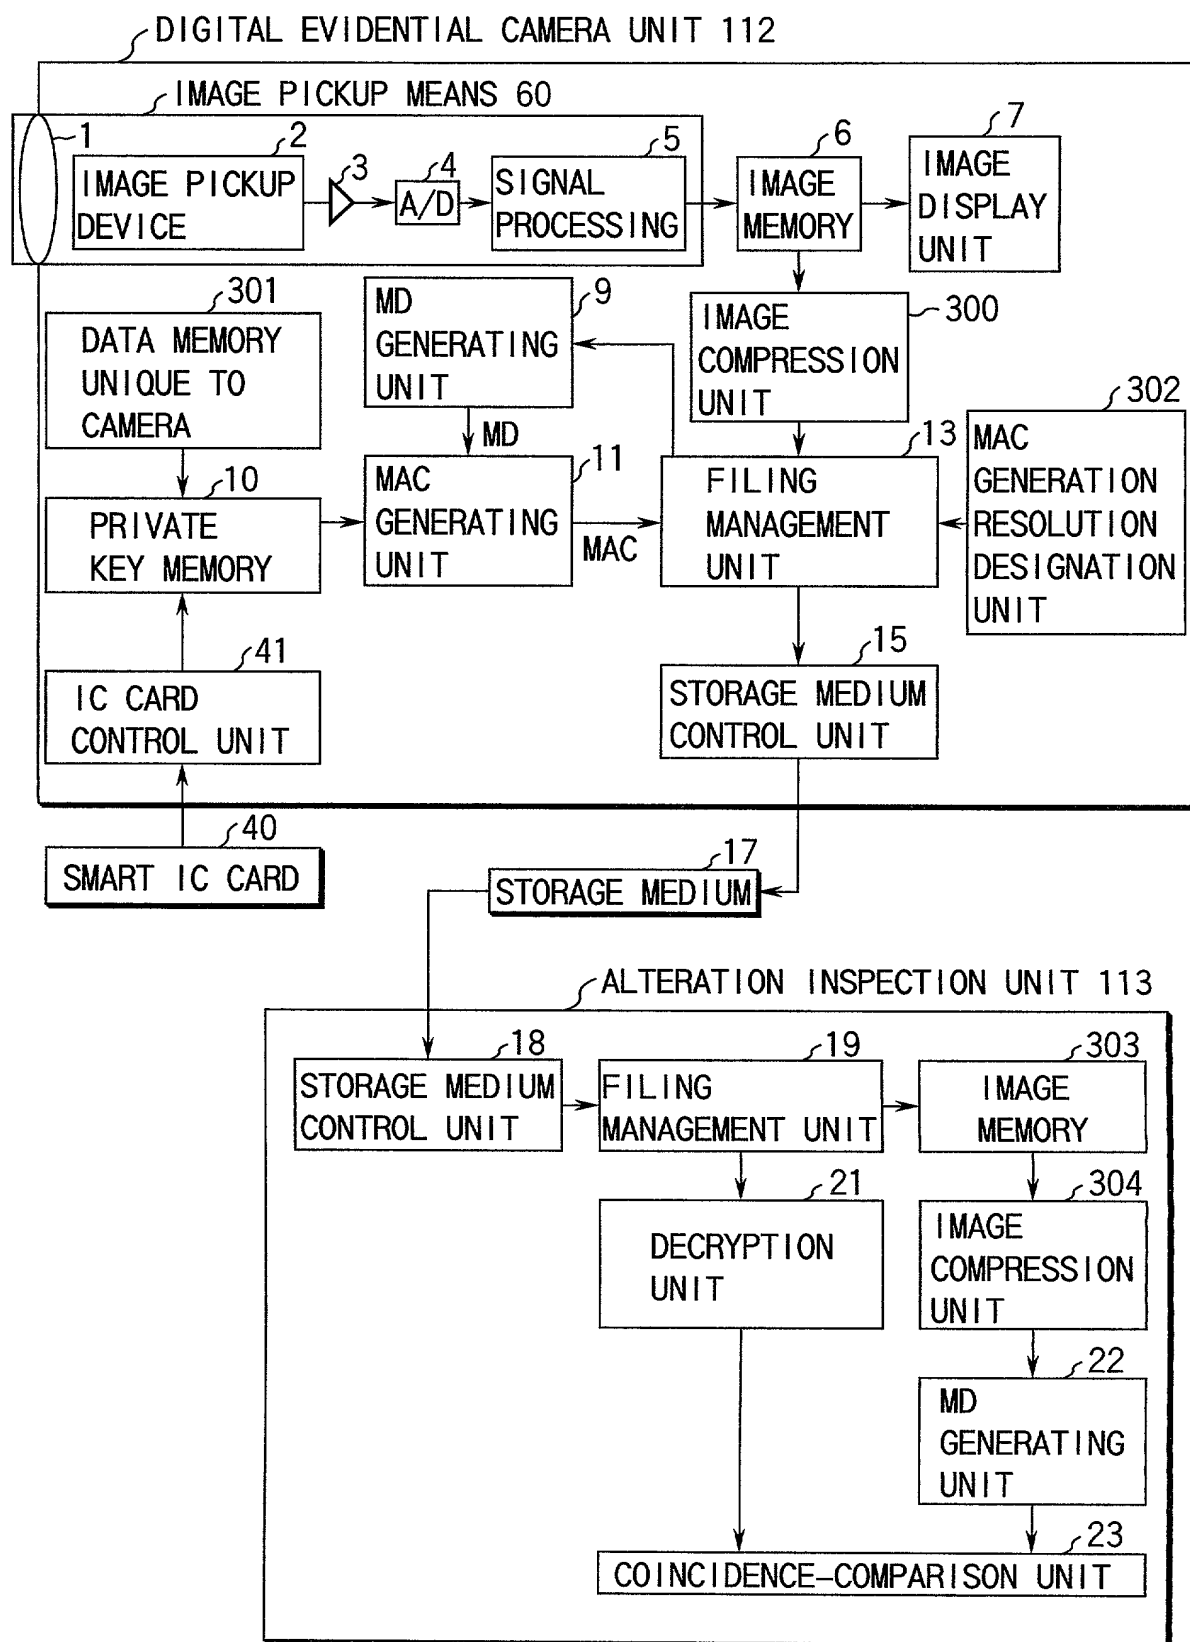 DIGITAL EVIDENTIAL CAMERA UNIT 112
IMAGE PICKUP MEANS 60
1
2
IMAGE PICKUP
DEVICE
3
4
A/D
5
SIGNAL
PROCESSING
6
IMAGE
MEMORY
7
IMAGE
DISPLAY
UNIT
301
DATA MEMORY
UNIQUE TO
CAMERA
9
MD
GENERATING
UNIT
MD
300
IMAGE
COMPRESSION
UNIT
302
MAC
GENERATION
RESOLUTION
DESIGNATION
UNIT
10
PRIVATE
KEY MEMORY
11
MAC
GENERATING
UNIT
MAC
13
FILING
MANAGEMENT
UNIT
41
IC CARD
CONTROL UNIT
15
STORAGE MEDIUM
CONTROL UNIT
40
SMART IC CARD
17
STORAGE MEDIUM
ALTERATION INSPECTION UNIT 113
18
STORAGE MEDIUM
CONTROL UNIT
19
FILING
MANAGEMENT UNIT
303
IMAGE
MEMORY
21
DECRYPTION
UNIT
304
IMAGE
COMPRESSION
UNIT
22
MD
GENERATING
UNIT
23
COINCIDENCE-COMPARISON UNIT